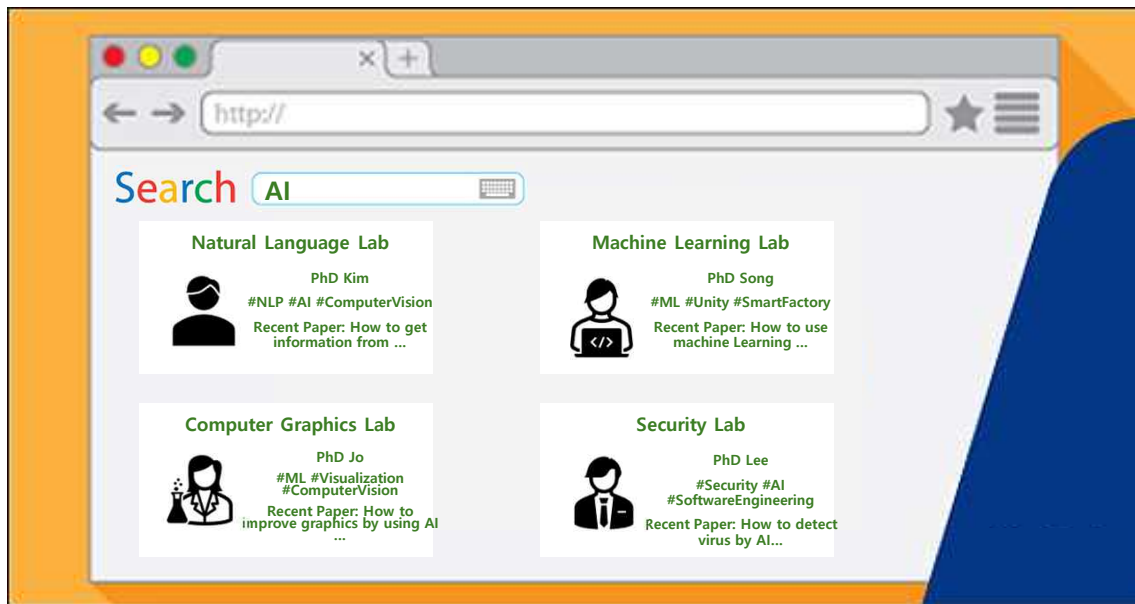 http://
Search
AI
Natural Language Lab
PhD Kim
#NLP #AI #ComputerVision
Recent Paper: How to get
information from ...
Machine Learning Lab
PhD Song
#ML #Unity #SmartFactory
Recent Paper: How to use
machine Learning ...
Computer Graphics Lab
PhD Jo
#ML #Visualization
#ComputerVision
Recent Paper: How to
improve graphics by using AI
...
Security Lab
PhD Lee
#Security #AI
#SoftwareEngineering
Recent Paper: How to detect
virus by AI...